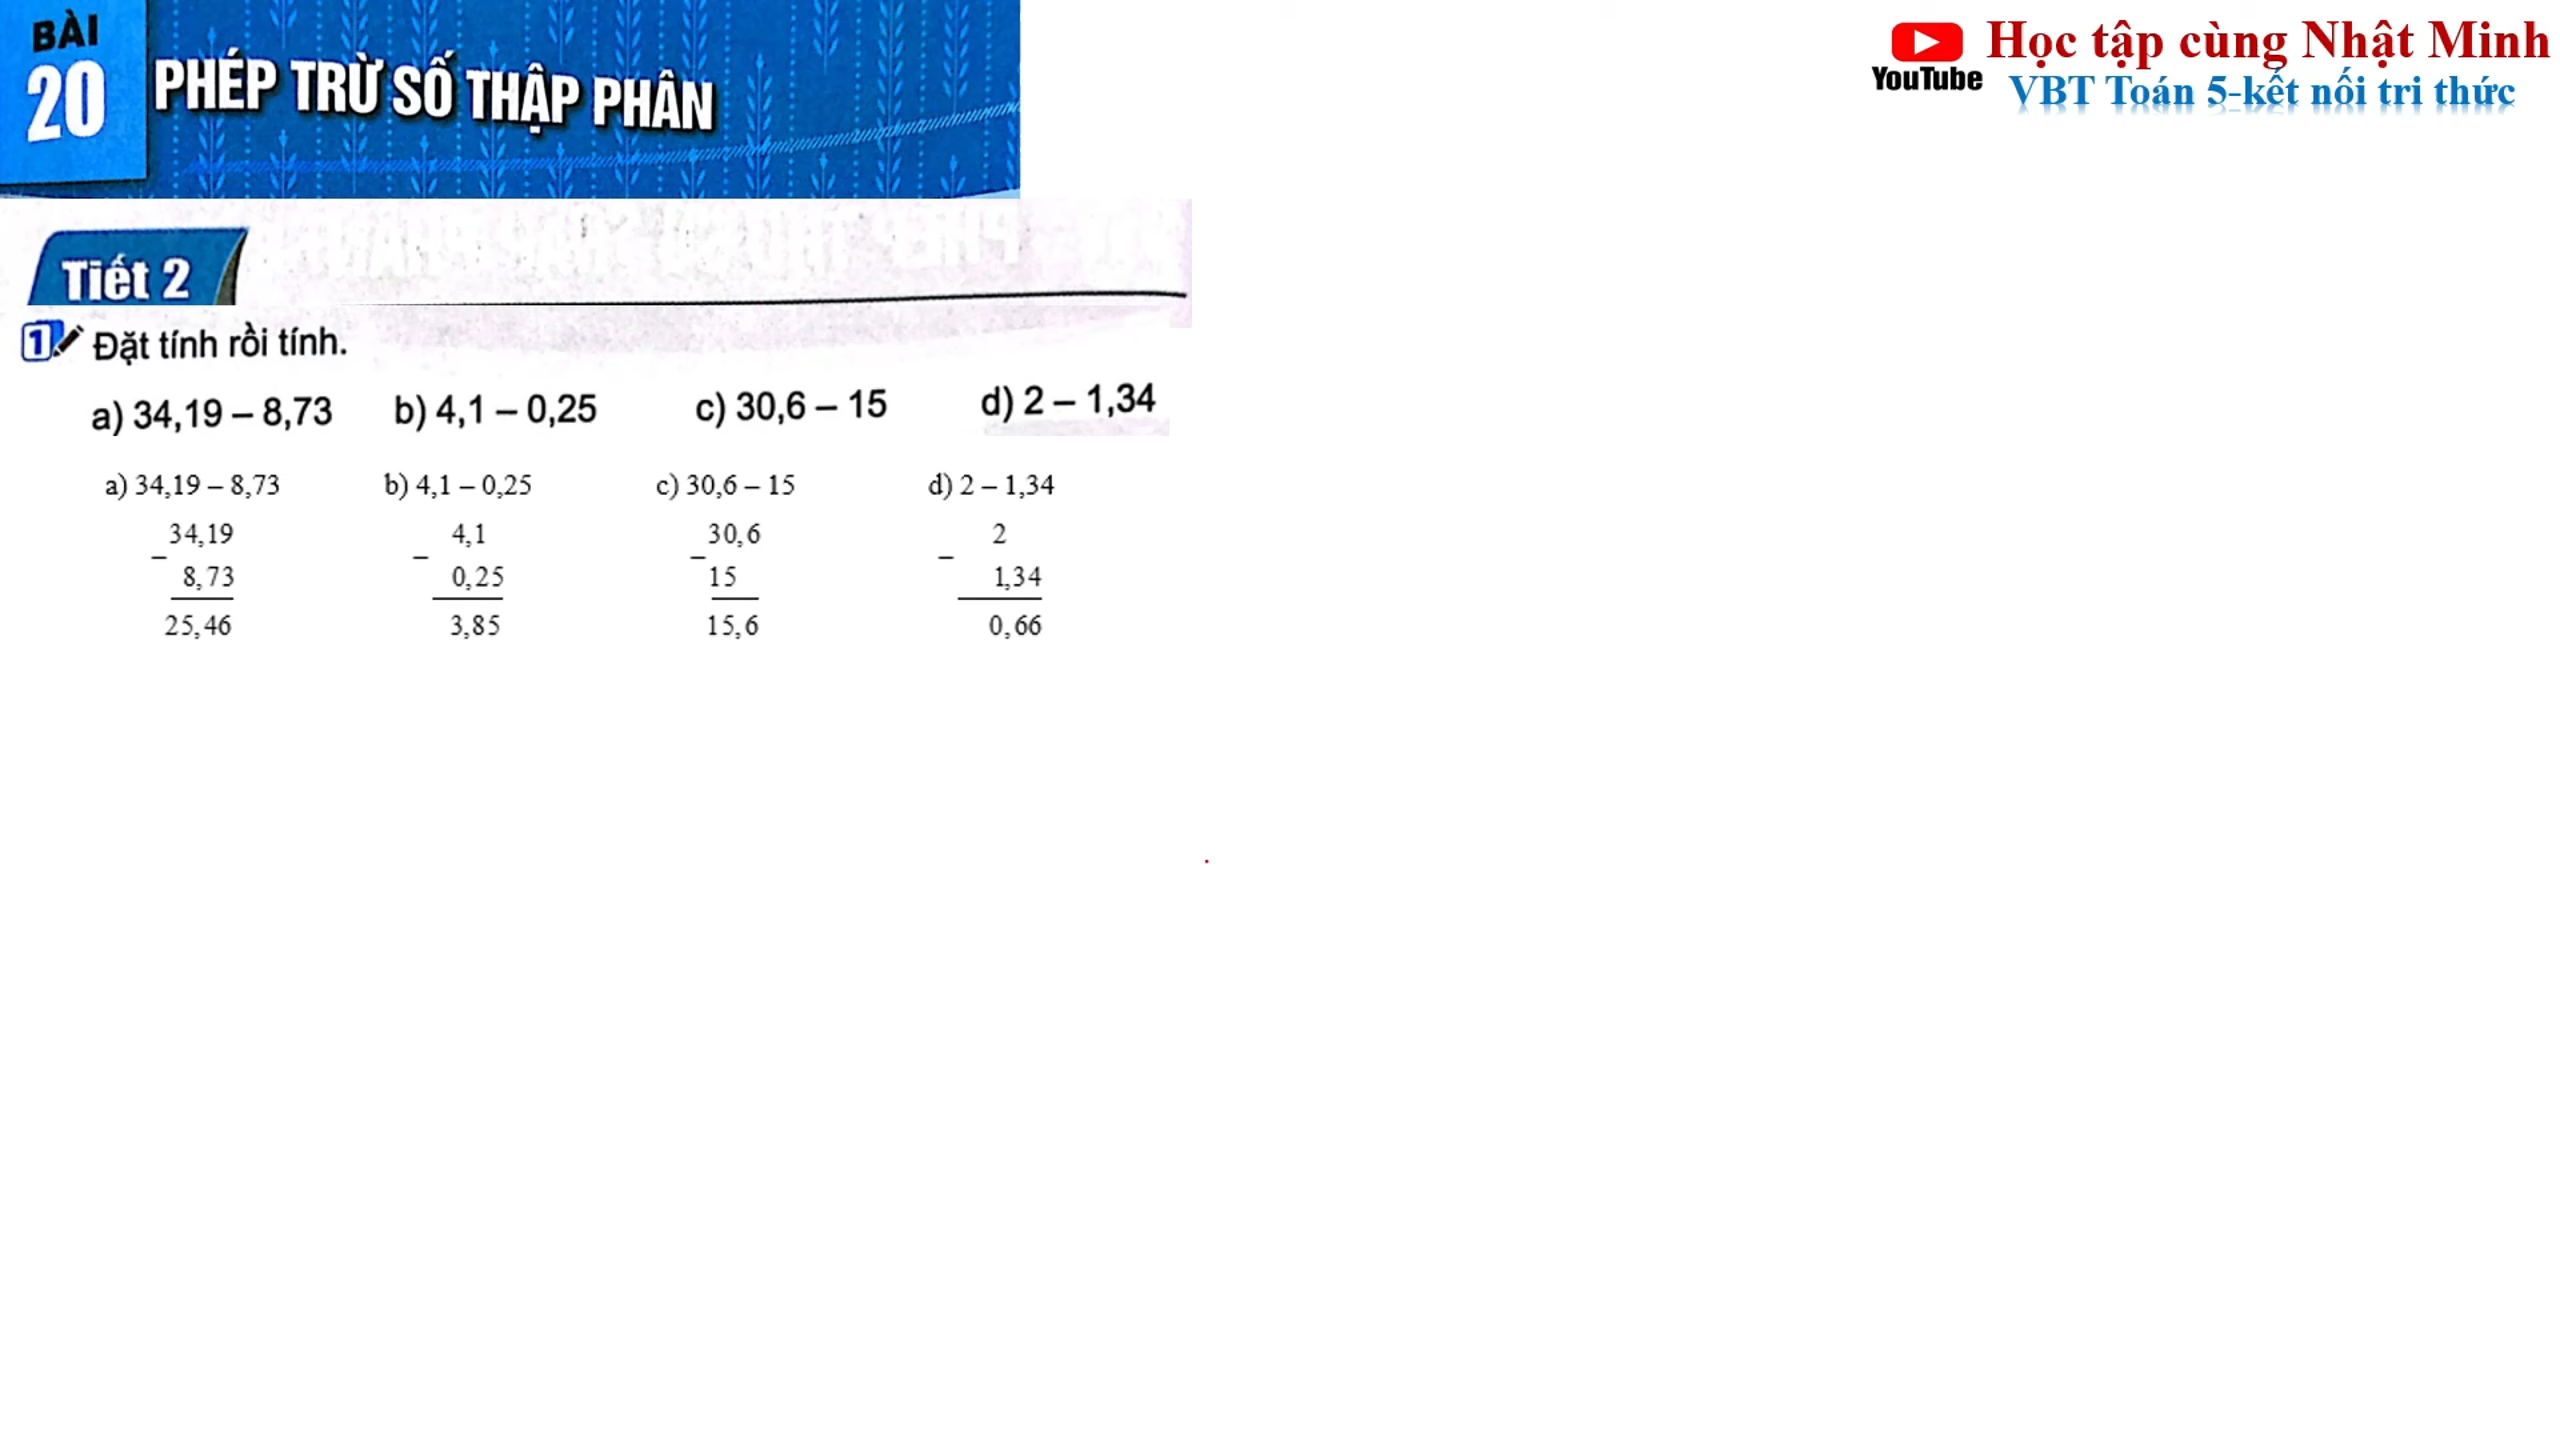 BÀI
20
PHÉP TRỪ SỐ THẬP PHÂN
YouTube
Học tập cùng Nhật Minh
VBT Toán 5-kết nối tri thức
Tiết 2
1 Đặt tính rồi tính.
a) 34,19 – 8,73 b) 4,1 – 0,25 c) 30,6 – 15 d) 2 – 1,34
a) 34,19 – 8,73 b) 4,1 – 0,25 c) 30,6 – 15 d) 2 – 1,34
34,19 4,1 30,6 2
– – – –
8,73 0,25 15 1,34
25,46 3,85 15,6 0,66